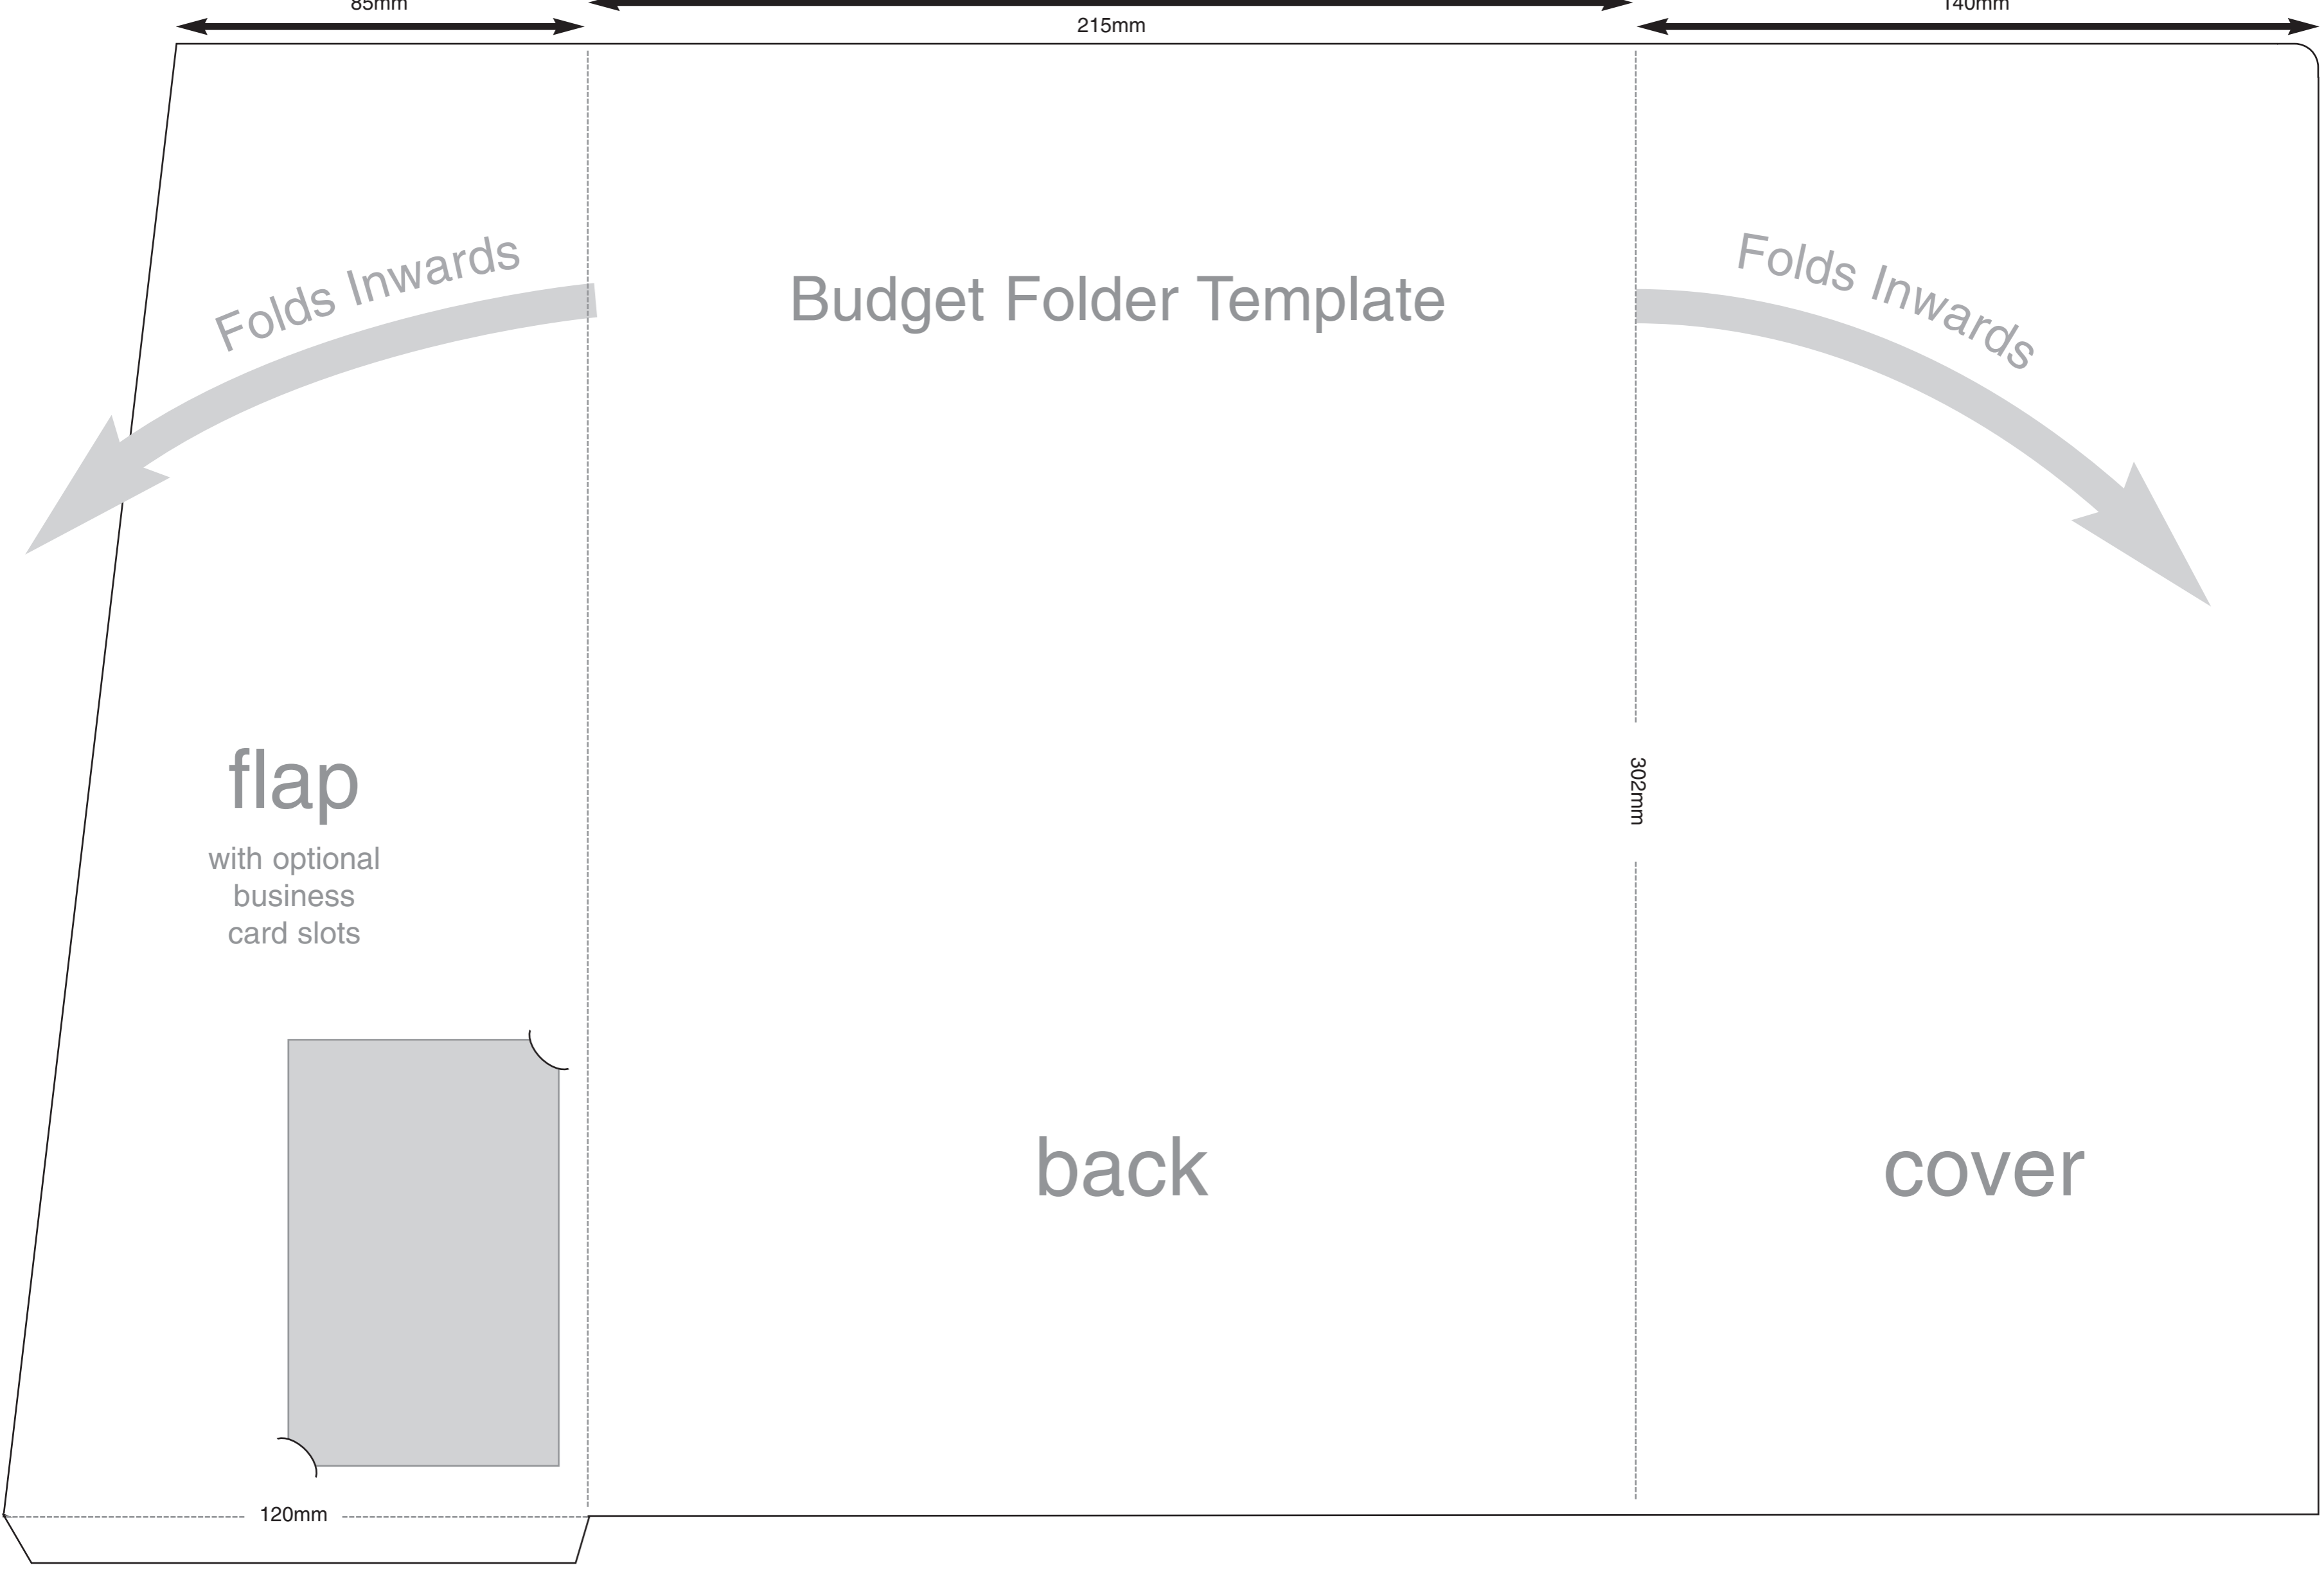 85mm
215mm
140mm
Folds Inwards
Budget Folder Template
Folds Inwards
302mm
flap
with optional
business
card slots
back
cover
120mm